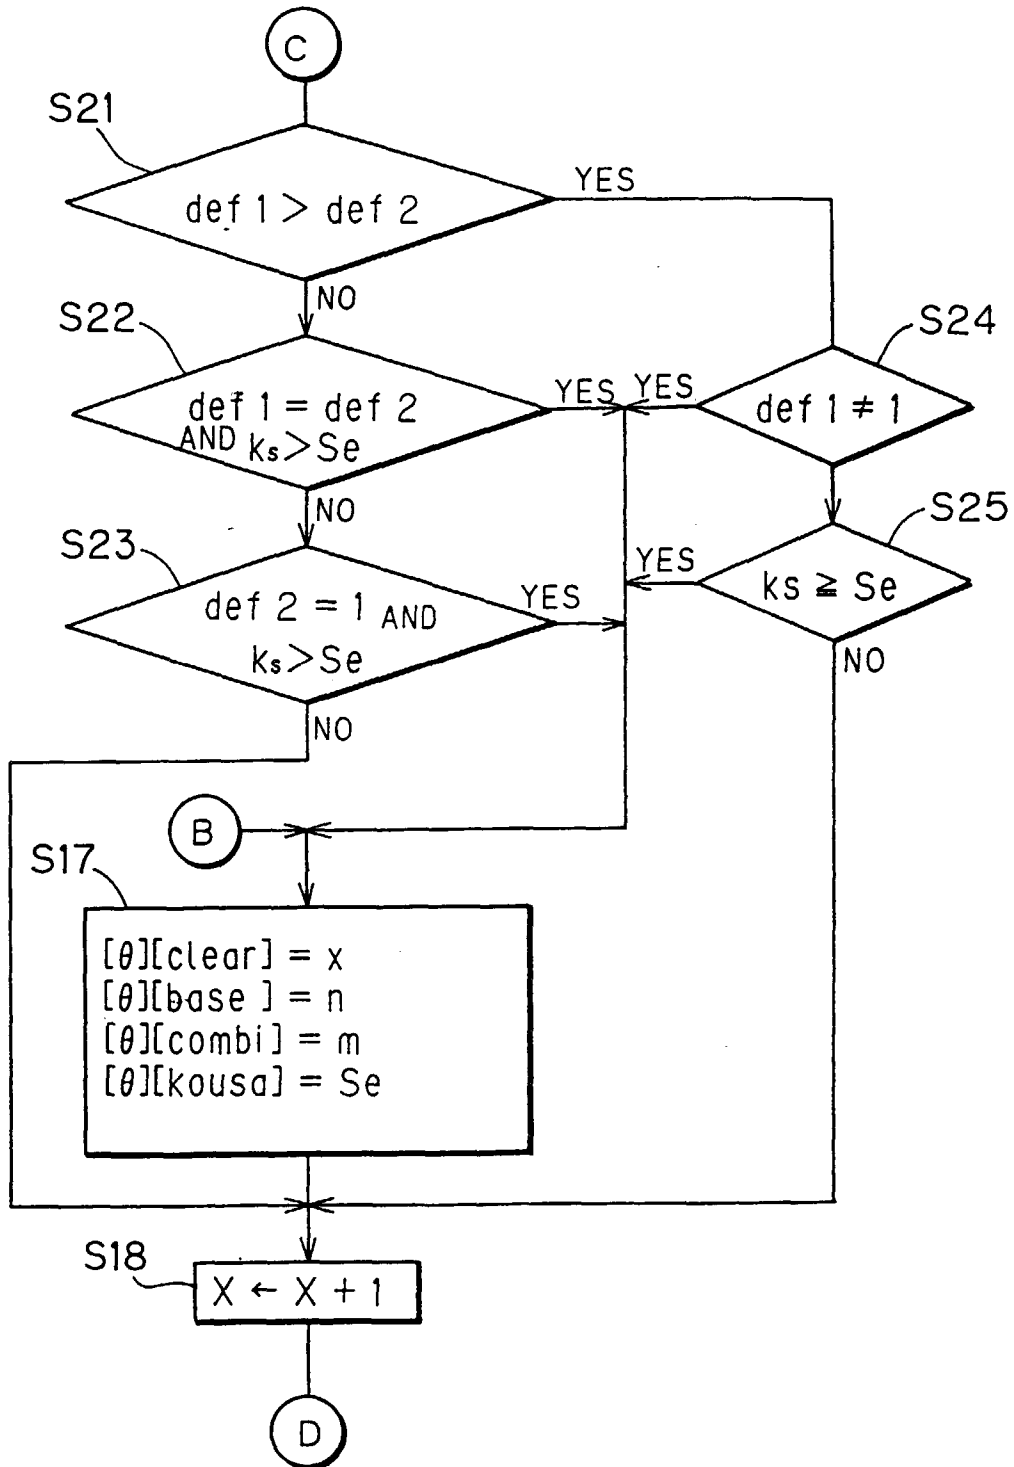 C
S21
def 1 > def 2
YES
NO
S22
def 1 = def 2
AND ks > Se
YES
YES
S24
def 1 ≠ 1
NO
S23
def 2 = 1 AND
ks > Se
YES
YES
S25
ks ≧ Se
NO
NO
B
S17
[θ][clear] = x
[θ][base ] = n
[θ][combi] = m
[θ][kousa] = Se
S18
X ← X + 1
D